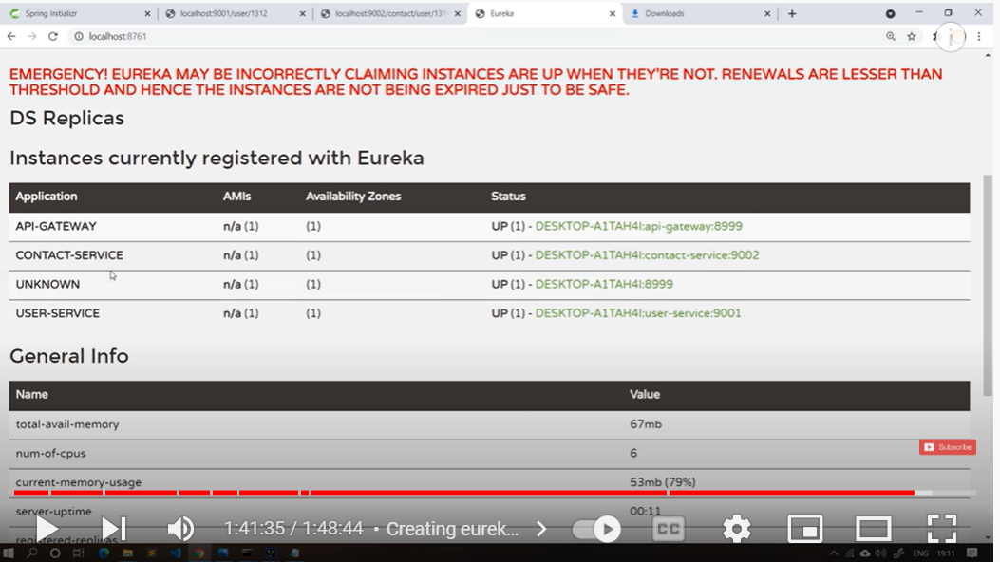 Spring Initializr
localhost:9001/user/1312
localhost:9002/contact/user/131
Eureka
Downloads
localhost:8761
EMERGENCY! EUREKA MAY BE INCORRECTLY CLAIMING INSTANCES ARE UP WHEN THEY'RE NOT. RENEWALS ARE LESSER THAN
THRESHOLD AND HENCE THE INSTANCES ARE NOT BEING EXPIRED JUST TO BE SAFE.
DS Replicas
Instances currently registered with Eureka
Application AMIs Availability Zones Status
API-GATEWAY n/a (1) (1) UP (1) - DESKTOP-A1TAH4I:api-gateway:8999
CONTACT-SERVICE n/a (1) (1) UP (1) - DESKTOP-A1TAH4I:contact-service:9002
UNKNOWN n/a (1) (1) UP (1) - DESKTOP-A1TAH4I:8999
USER-SERVICE n/a (1) (1) UP (1) - DESKTOP-A1TAH4I:user-service:9001
General Info
Name Value
total-avail-memory 67mb
num-of-cpus 6
Subscribe
current-memory-usage 53mb (79%)
server-uptime 00:11
1:41:35 / 1:48:44 • Creating eurek...
CC
registered-replicas
ENG 19:11